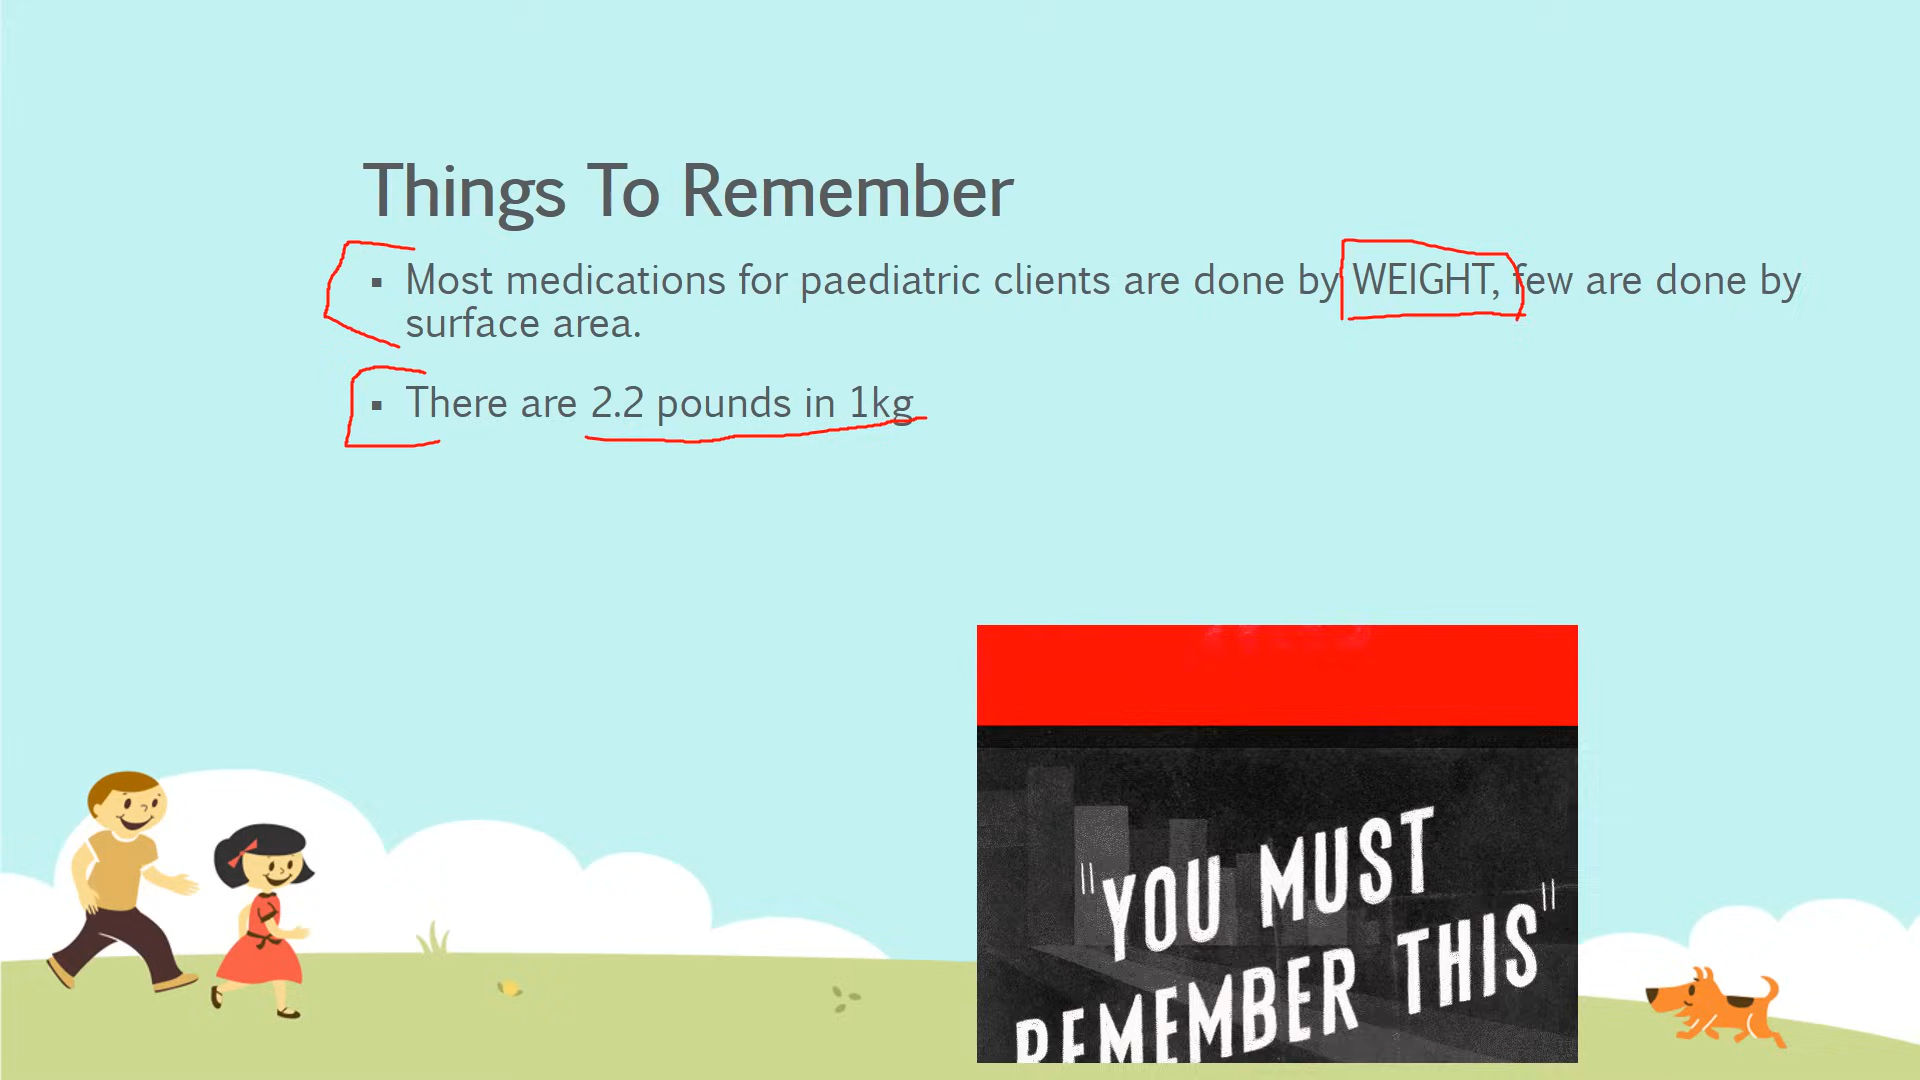 Things To Remember
▪ Most medications for paediatric clients are done by WEIGHT, few are done by
surface area.
▪ There are 2.2 pounds in 1kg
"YOU MUST
REMEMBER THIS"